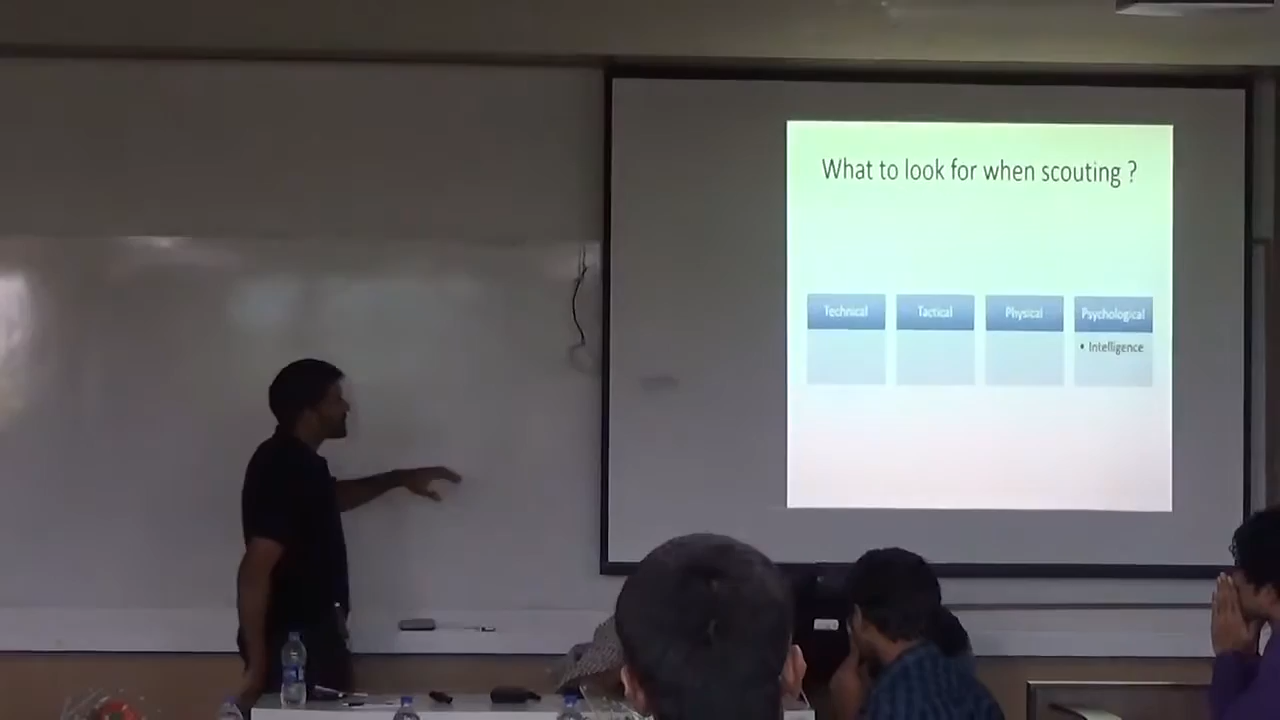 What to look for when scouting ?
Technical
Tactical
Physical
Psychological
• Intelligence